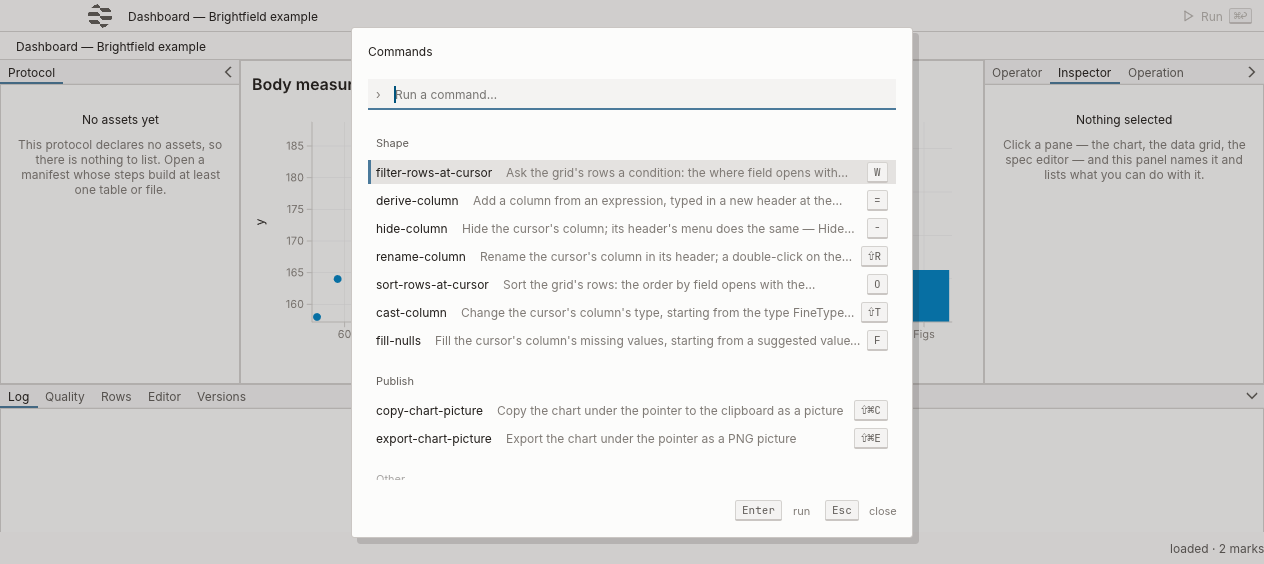 Dashboard — Brightfield example
Run ⌘⏎
Dashboard — Brightfield example
Protocol
No assets yet
This protocol declares no assets, so
there is nothing to list. Open a
manifest whose steps build at least
one table or file.
Body measur
185
180
175
170
165
160
y
60
Commands
› Run a command...
Shape
filter-rows-at-cursor Ask the grid's rows a condition: the where field opens with... W
derive-column Add a column from an expression, typed in a new header at the... =
hide-column Hide the cursor's column; its header's menu does the same — Hide... -
rename-column Rename the cursor's column in its header; a double-click on the... ⇧R
sort-rows-at-cursor Sort the grid's rows: the order by field opens with the... O
cast-column Change the cursor's column's type, starting from the type FineType... ⇧T
fill-nulls Fill the cursor's column's missing values, starting from a suggested value... F
Publish
copy-chart-picture Copy the chart under the pointer to the clipboard as a picture ⇧⌘C
export-chart-picture Export the chart under the pointer as a PNG picture ⇧⌘E
Other
Enter run Esc close
Figs
Operator Inspector Operation
Nothing selected
Click a pane — the chart, the data grid, the
spec editor — and this panel names it and
lists what you can do with it.
Log Quality Rows Editor Versions
loaded · 2 marks